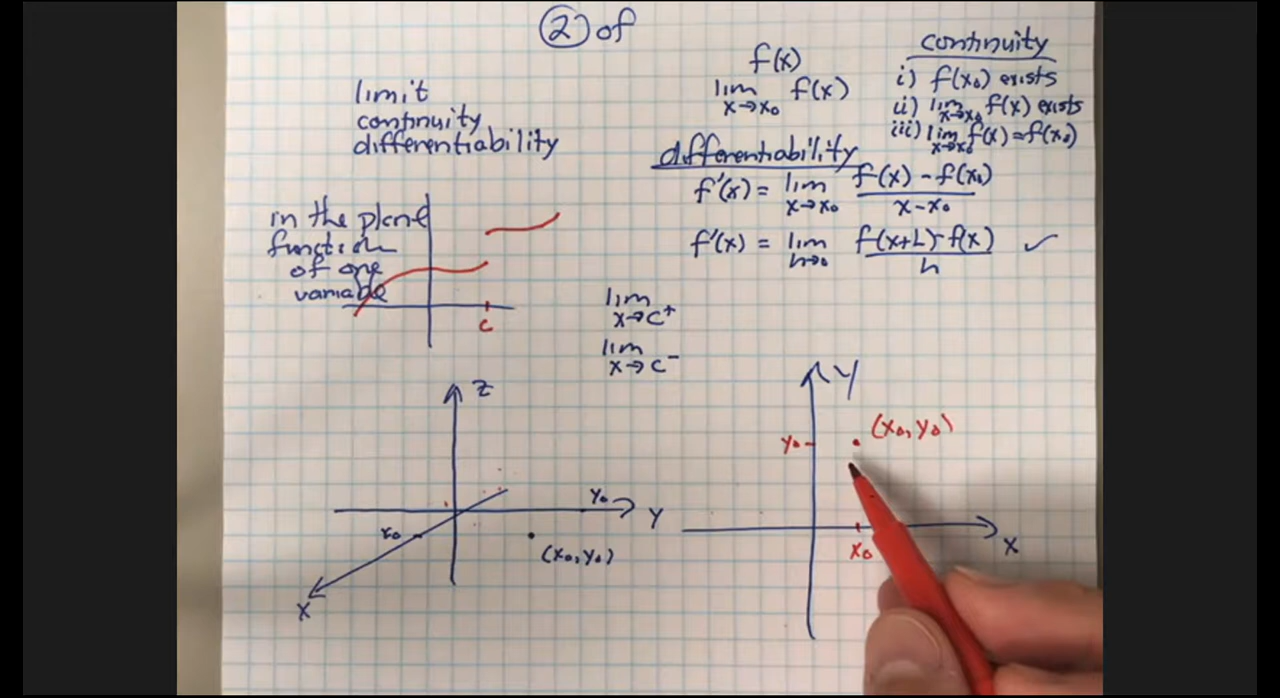 ② of
limit
continuity
differentiability
f(x)
lim x→x₀ f(x)
continuity
i) f(x₀) exists
ii) lim x→x₀ f(x) exists
iii) lim x→x₀ f(x) = f(x₀)
differentiability
f'(x) = lim x→x₀ f(x) - f(x₀) / x - x₀
f'(x) = lim h→0 f(x+h) - f(x) / h ✓
in the plane
function
of one
variable
c
lim x→c⁺
lim x→c⁻
z
y₀
y
x₀
(x₀, y₀)
x
y
y₀
(x₀, y₀)
x₀
x